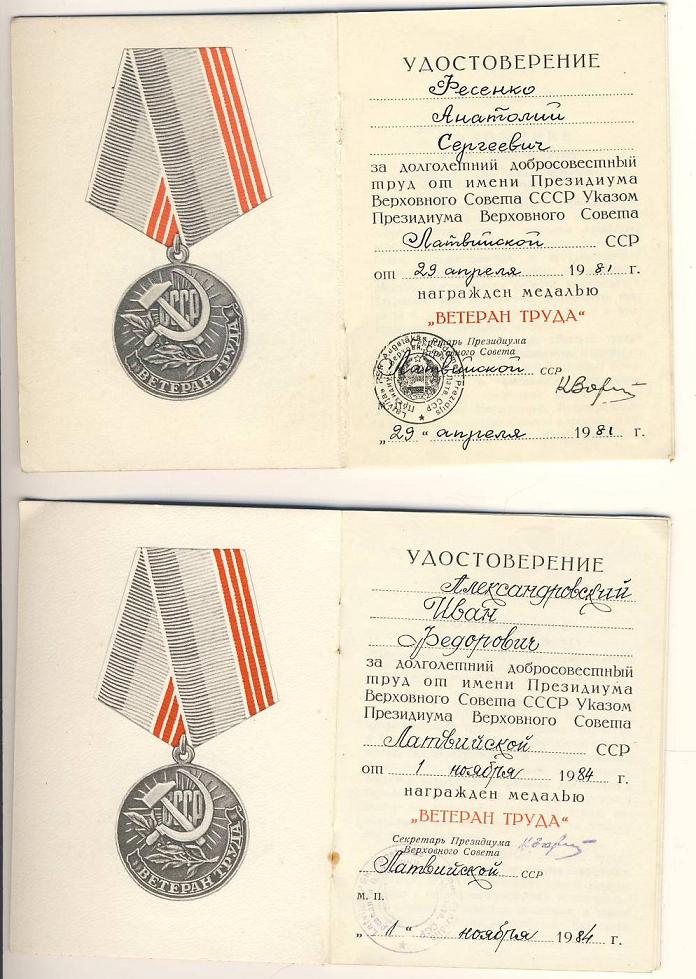 УДОСТОВЕРЕНИЕ
Фесенко
Анатолий
Сергеевич
за долголетний добросовестный
труд от имени Президиума
Верховного Совета СССР Указом
Президиума Верховного Совета
Латвийской ССР
от 29 апреля 1981 г.
награжден медалью
„ВЕТЕРАН ТРУДА“
Секретарь Президиума
Верховного Совета
Латвийской ССР
„29“ апреля 1981 г.
СССР
ВЕТЕРАН ТРУДА
УДОСТОВЕРЕНИЕ
Александровский
Иван
Федорович
за долголетний добросовестный
труд от имени Президиума
Верховного Совета СССР Указом
Президиума Верховного Совета
Латвийской ССР
от 1 ноября 1984 г.
награжден медалью
„ВЕТЕРАН ТРУДА“
Секретарь Президиума
Верховного Совета
Латвийской ССР
М. П.
„1“ ноября 1984 г.
СССР
ВЕТЕРАН ТРУДА